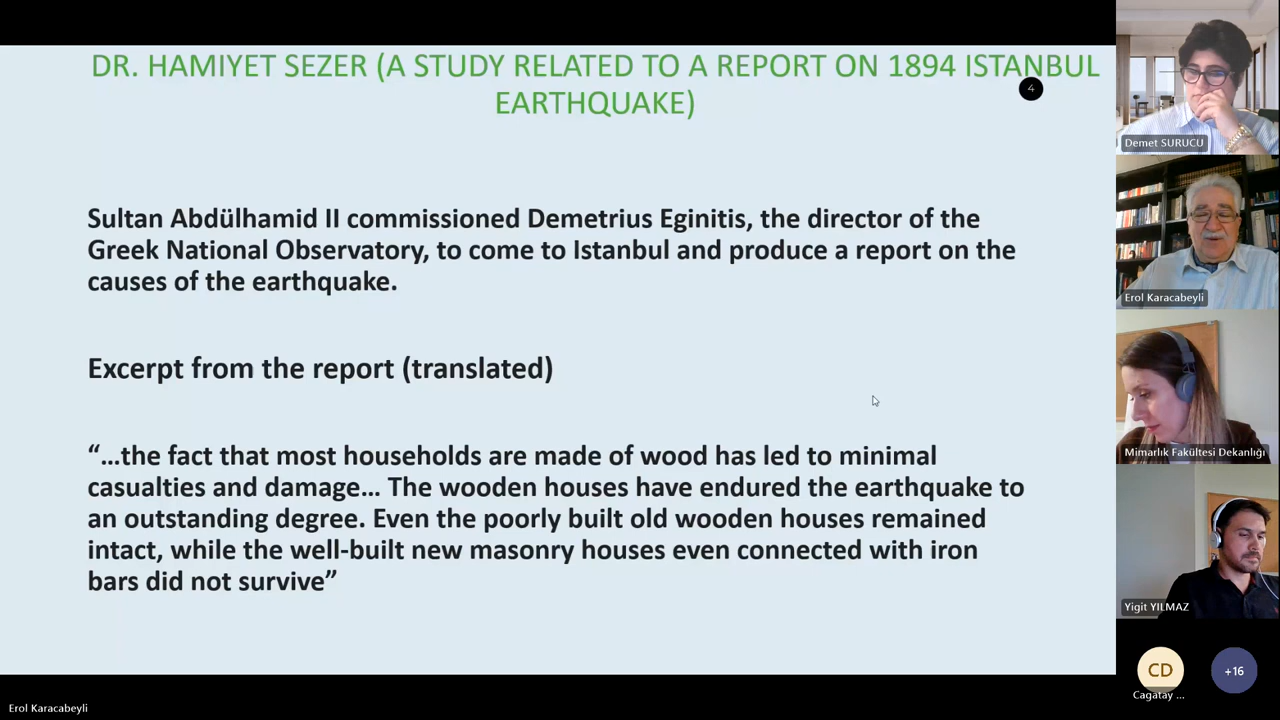 DR. HAMIYET SEZER (A STUDY RELATED TO A REPORT ON 1894 ISTANBUL
EARTHQUAKE)
4
Sultan Abdülhamid II commissioned Demetrius Eginitis, the director of the
Greek National Observatory, to come to Istanbul and produce a report on the
causes of the earthquake.
Excerpt from the report (translated)
“…the fact that most households are made of wood has led to minimal
casualties and damage… The wooden houses have endured the earthquake to
an outstanding degree. Even the poorly built old wooden houses remained
intact, while the well-built new masonry houses even connected with iron
bars did not survive”
Demet SURUCU
Erol Karacabeyli
Mimarlık Fakültesi Dekanlığı
Yigit YILMAZ
CD
Cagatay ...
+16
Erol Karacabeyli